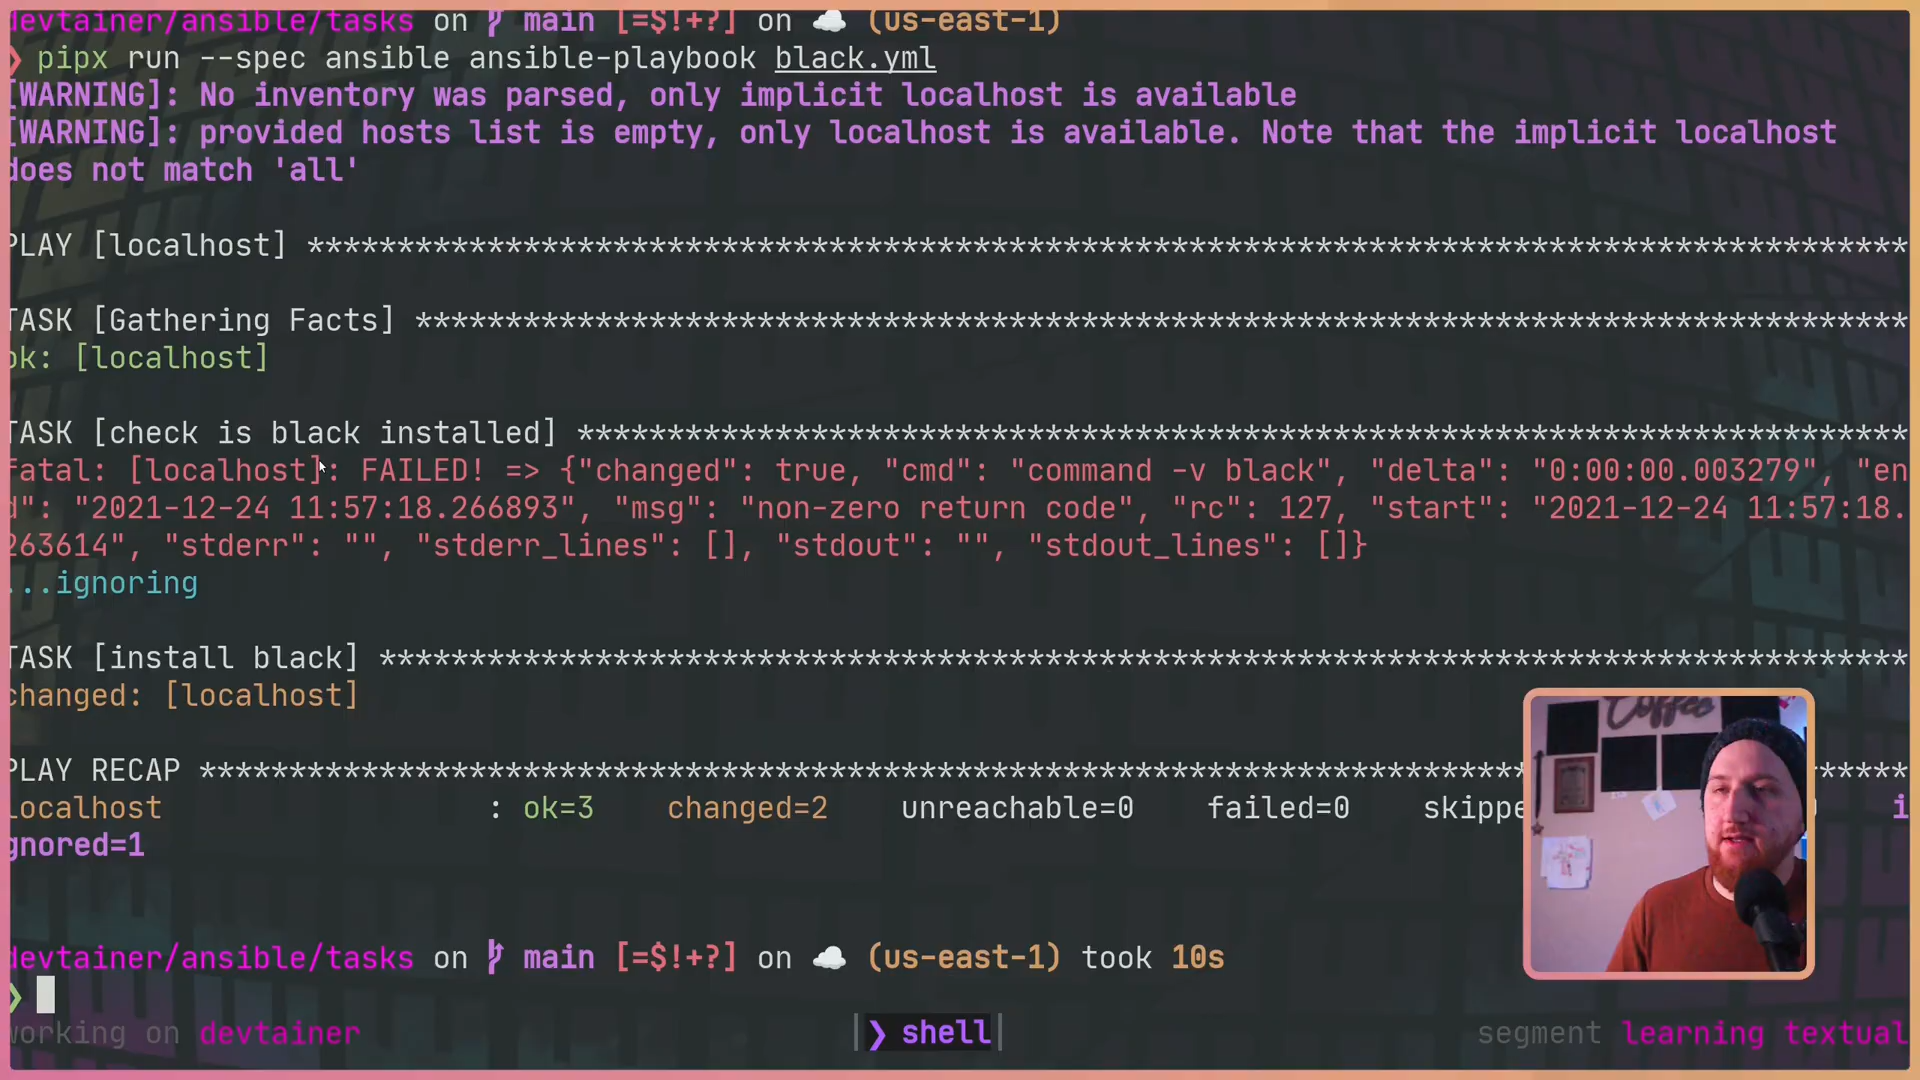 devtainer/ansible/tasks on main [=$!+?] on (us-east-1)
❯ pipx run --spec ansible ansible-playbook black.yml
[WARNING]: No inventory was parsed, only implicit localhost is available
[WARNING]: provided hosts list is empty, only localhost is available. Note that the implicit localhost
does not match 'all'
PLAY [localhost] *****************************************************************************************
TASK [Gathering Facts] ***********************************************************************************
ok: [localhost]
TASK [check is black installed] **************************************************************************
fatal: [localhost]: FAILED! => {"changed": true, "cmd": "command -v black", "delta": "0:00:00.003279", "en
d": "2021-12-24 11:57:18.266893", "msg": "non-zero return code", "rc": 127, "start": "2021-12-24 11:57:18.
263614", "stderr": "", "stderr_lines": [], "stdout": "", "stdout_lines": []}
...ignoring
TASK [install black] *************************************************************************************
changed: [localhost]
PLAY RECAP ***********************************************************************************************
localhost : ok=3 changed=2 unreachable=0 failed=0 skippe i
gnored=1
Coffee
devtainer/ansible/tasks on main [=$!+?] on (us-east-1) took 10s
❯
working on devtainer | ❯ shell | segment learning textual